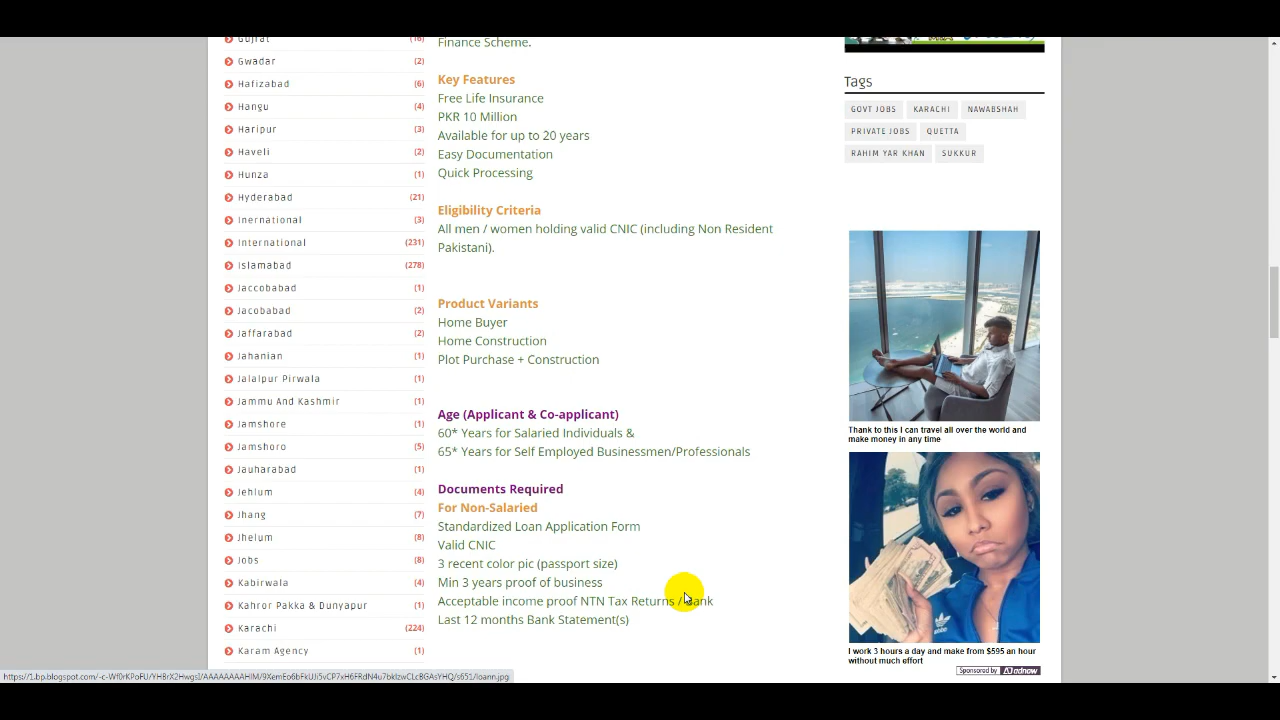 Gujrat (16)
Gwadar (2)
Hafizabad (6)
Hangu (4)
Haripur (3)
Haveli (2)
Hunza (1)
Hyderabad (21)
Inernational (3)
International (231)
Islamabad (278)
Jaccobabad (1)
Jacobabad (2)
Jaffarabad (2)
Jahanian (1)
Jalalpur Pirwala (1)
Jammu And Kashmir (1)
Jamshore (1)
Jamshoro (5)
Jauharabad (1)
Jehlum (4)
Jhang (7)
Jhelum (8)
Jobs (8)
Kabirwala (4)
Kahror Pakka & Dunyapur (1)
Karachi (224)
Karam Agency (1)
Finance Scheme.
Key Features
Free Life Insurance
PKR 10 Million
Available for up to 20 years
Easy Documentation
Quick Processing
Eligibility Criteria
All men / women holding valid CNIC (including Non Resident
Pakistani).
Product Variants
Home Buyer
Home Construction
Plot Purchase + Construction
Age (Applicant & Co-applicant)
60* Years for Salaried Individuals &
65* Years for Self Employed Businessmen/Professionals
Documents Required
For Non-Salaried
Standardized Loan Application Form
Valid CNIC
3 recent color pic (passport size)
Min 3 years proof of business
Acceptable income proof NTN Tax Returns / Bank
Last 12 months Bank Statement(s)
Tags
GOVT JOBS KARACHI NAWABSHAH
PRIVATE JOBS QUETTA
RAHIM YAR KHAN SUKKUR
Thank to this I can travel all over the world and
make money in any time
adidas
I work 3 hours a day and make from $595 an hour
without much effort
Sponsored by adnow